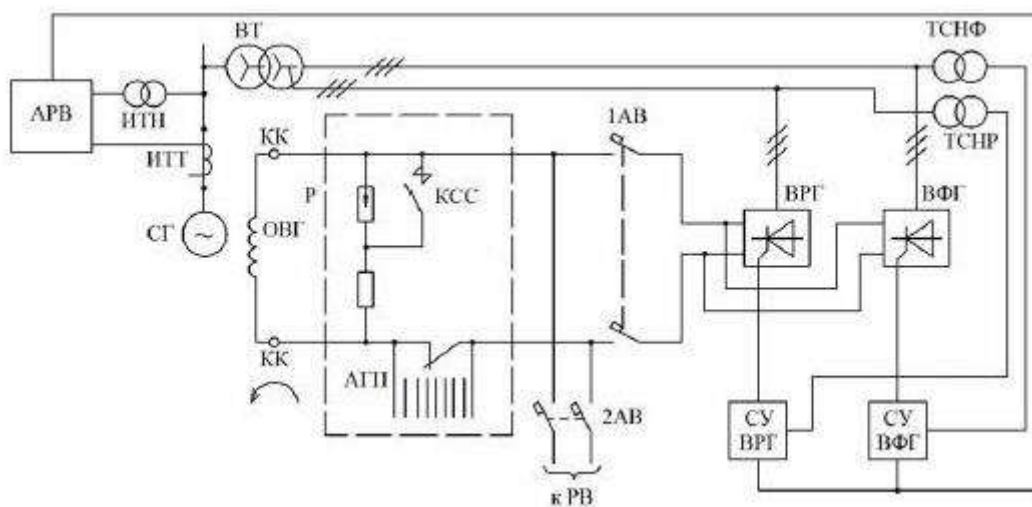 ВТ
ТСНФ
АРВ
ИТН
ТСНР
КК
1АВ
ИТТ
Р
КСС
ВРГ
ВФГ
СГ
~
ОВГ
КК
АГП
2АВ
СУ
ВРГ
СУ
ВФГ
к РВ